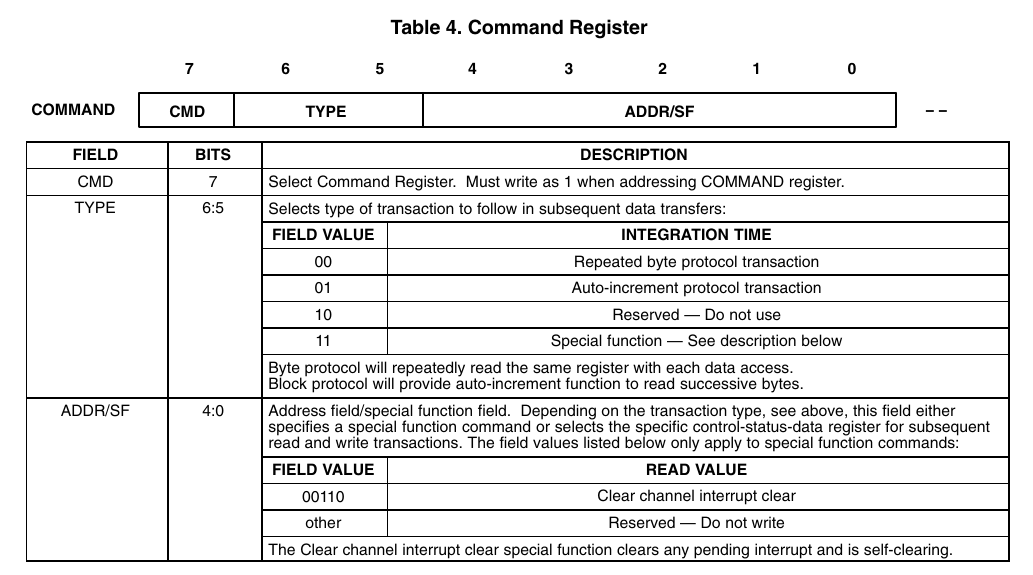 Table 4. Command Register
7 6 5 4 3 2 1 0
COMMAND CMD TYPE ADDR/SF – –
FIELD BITS DESCRIPTION
CMD 7 Select Command Register. Must write as 1 when addressing COMMAND register.
TYPE 6:5 Selects type of transaction to follow in subsequent data transfers:
FIELD VALUE INTEGRATION TIME
00 Repeated byte protocol transaction
01 Auto-increment protocol transaction
10 Reserved — Do not use
11 Special function — See description below
Byte protocol will repeatedly read the same register with each data access.
Block protocol will provide auto-increment function to read successive bytes.
ADDR/SF 4:0 Address field/special function field. Depending on the transaction type, see above, this field either
specifies a special function command or selects the specific control-status-data register for subsequent
read and write transactions. The field values listed below only apply to special function commands:
FIELD VALUE READ VALUE
00110 Clear channel interrupt clear
other Reserved — Do not write
The Clear channel interrupt clear special function clears any pending interrupt and is self-clearing.